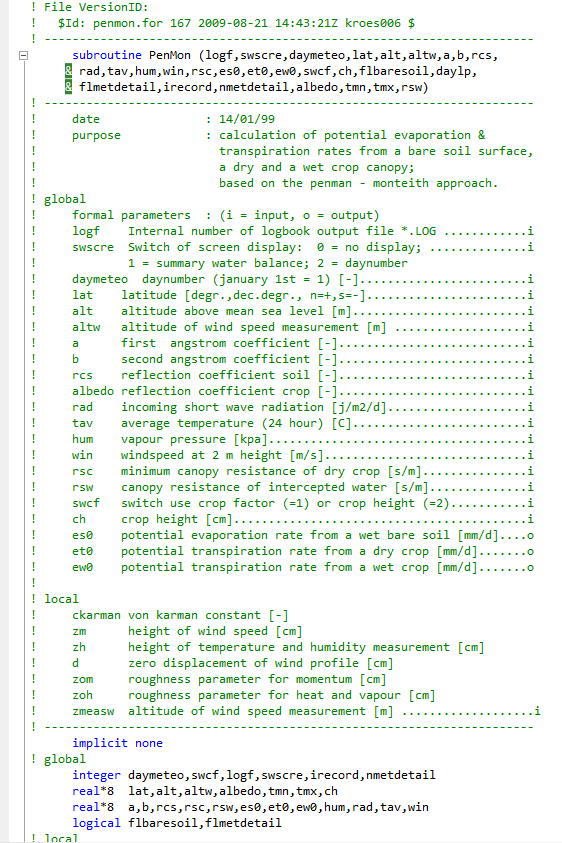 ! File VersionID:
!   $Id: penmon.for 167 2009-08-21 14:43:21Z kroes006 $
! ----------------------------------------------------------------------
      subroutine PenMon (logf,swscre,daymeteo,lat,alt,altw,a,b,rcs,
     & rad,tav,hum,win,rsc,es0,et0,ew0,swcf,ch,flbaresoil,daylp,
     & flmetdetail,irecord,nmetdetail,albedo,tmn,tmx,rsw)
! ----------------------------------------------------------------------
!     date               : 14/01/99
!     purpose            : calculation of potential evaporation &
!                          transpiration rates from a bare soil surface,
!                          a dry and a wet crop canopy;
!                          based on the penman - monteith approach.
! global
!     formal parameters  : (i = input, o = output)
!     logf    Internal number of logbook output file *.LOG ............i
!     swscre  Switch of screen display:  0 = no display; ..............i
!             1 = summary water balance; 2 = daynumber
!     daymeteo  daynumber (january 1st = 1) [-]........................i
!     lat    latitude [degr.,dec.degr., n=+,s=-].......................i
!     alt    altitude above mean sea level [m].........................i
!     altw   altitude of wind speed measurement [m] ...................i
!     a      first  angstrom coefficient [-]...........................i
!     b      second angstrom coefficient [-]...........................i
!     rcs    reflection coefficient soil [-]...........................i
!     albedo reflection coefficient crop [-]...........................i
!     rad    incoming short wave radiation [j/m2/d]....................i
!     tav    average temperature (24 hour) [C].........................i
!     hum    vapour pressure [kpa].....................................i
!     win    windspeed at 2 m height [m/s].............................i
!     rsc    minimum canopy resistance of dry crop [s/m]...............i
!     rsw    canopy resistance of intercepted water [s/m]..............i
!     swcf   switch use crop factor (=1) or crop height (=2)...........i
!     ch     crop height [cm]..........................................i
!     es0    potential evaporation rate from a wet bare soil [mm/d]....o
!     et0    potential transpiration rate from a dry crop [mm/d].......o
!     ew0    potential transpiration rate from a wet crop [mm/d].......o
!
! local
!     ckarman von karman constant [-]
!     zm      height of wind speed [cm]
!     zh      height of temperature and humidity measurement [cm]
!     d       zero displacement of wind profile [cm]
!     zom     roughness parameter for momentum [cm]
!     zoh     roughness parameter for heat and vapour [cm]
!     zmeasw  altitude of wind speed measurement [m] ...................i
! ----------------------------------------------------------------------
      implicit none
! global
      integer daymeteo,swcf,logf,swscre,irecord,nmetdetail
      real*8  lat,alt,altw,albedo,tmn,tmx,ch
      real*8  a,b,rcs,rsc,rsw,es0,et0,ew0,hum,rad,tav,win
      logical flbaresoil,flmetdetail
! local